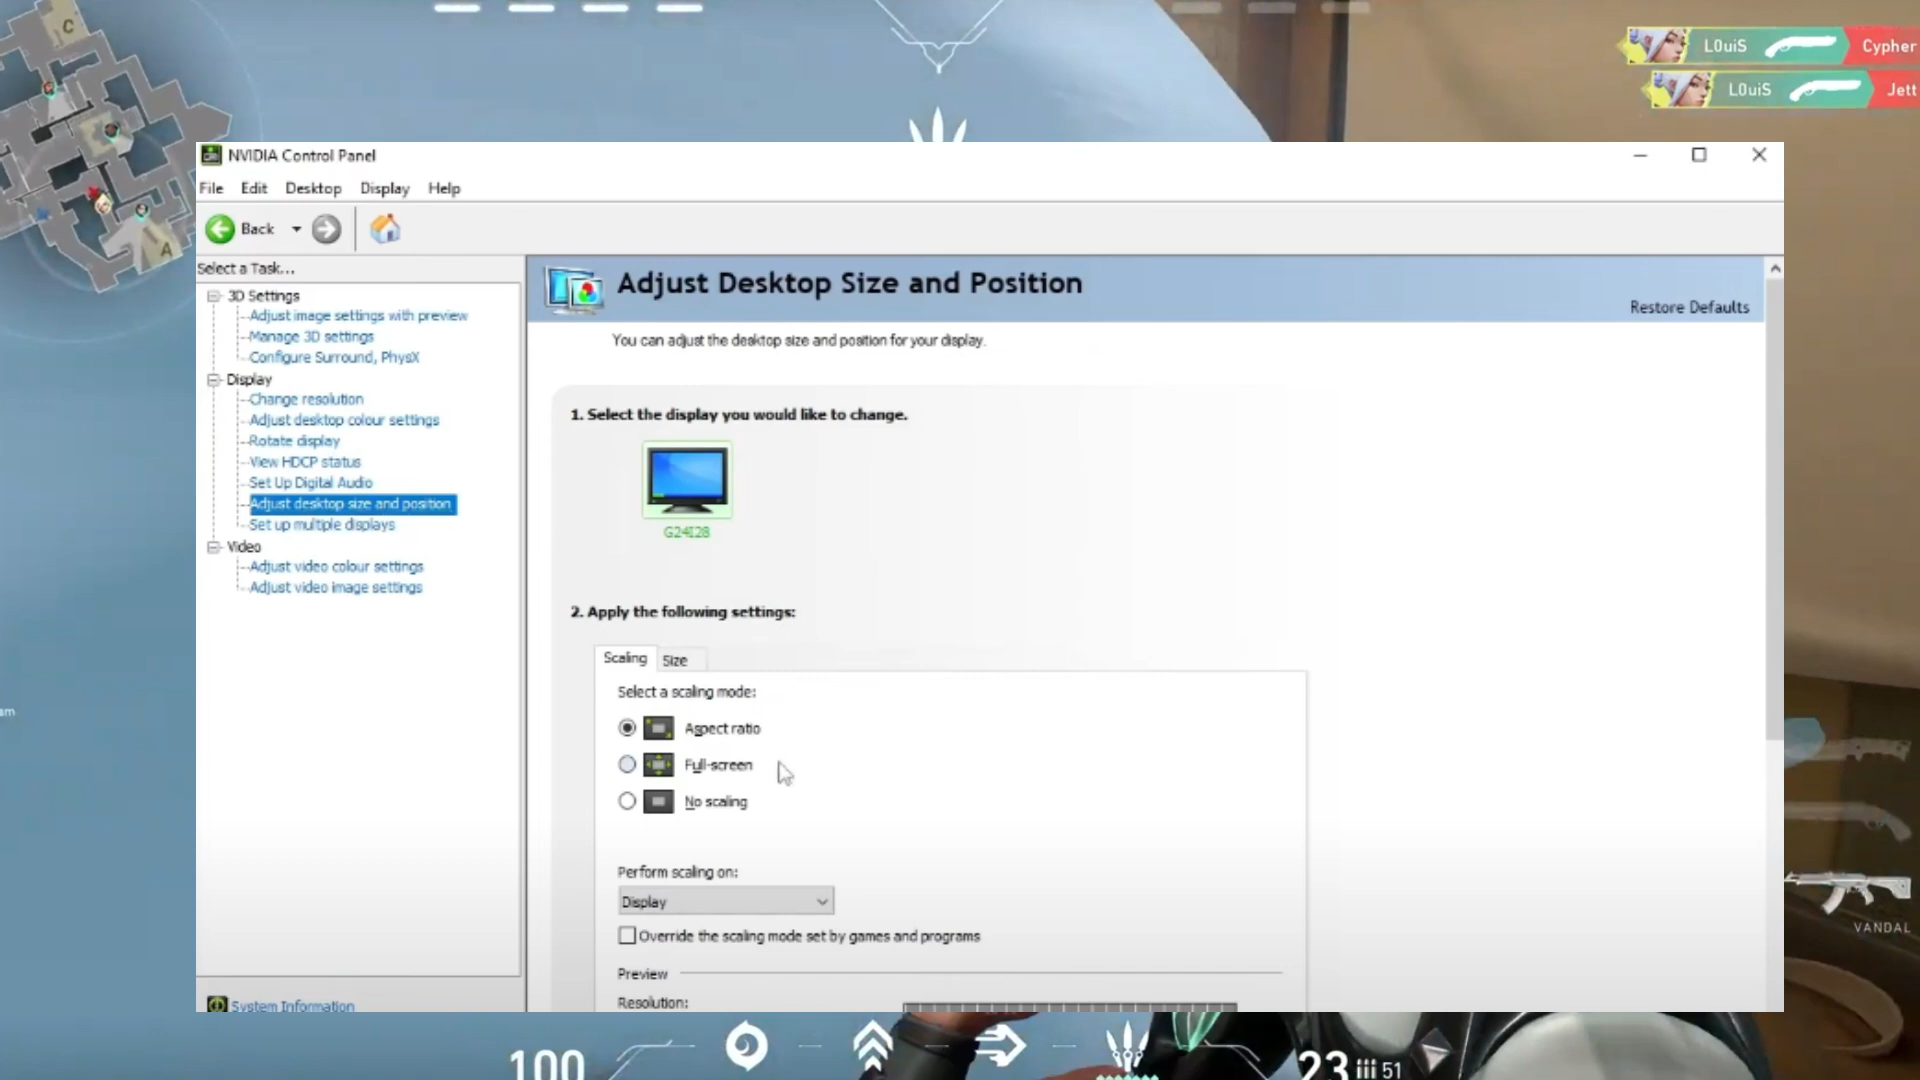 C
L0uiS Cypher
L0uiS Jett
A
NVIDIA Control Panel
File Edit Desktop Display Help
Back
Select a Task...
3D Settings
Adjust image settings with preview
Manage 3D settings
Configure Surround, PhysX
Display
Change resolution
Adjust desktop colour settings
Rotate display
View HDCP status
Set Up Digital Audio
Adjust desktop size and position
Set up multiple displays
Video
Adjust video colour settings
Adjust video image settings
System Information
Adjust Desktop Size and Position
Restore Defaults
You can adjust the desktop size and position for your display.
1. Select the display you would like to change.
G24I28
2. Apply the following settings:
Scaling Size
Select a scaling mode:
Aspect ratio
Full-screen
No scaling
Perform scaling on:
Display
Override the scaling mode set by games and programs
Preview
Resolution:
am
VANDAL
100
23 51